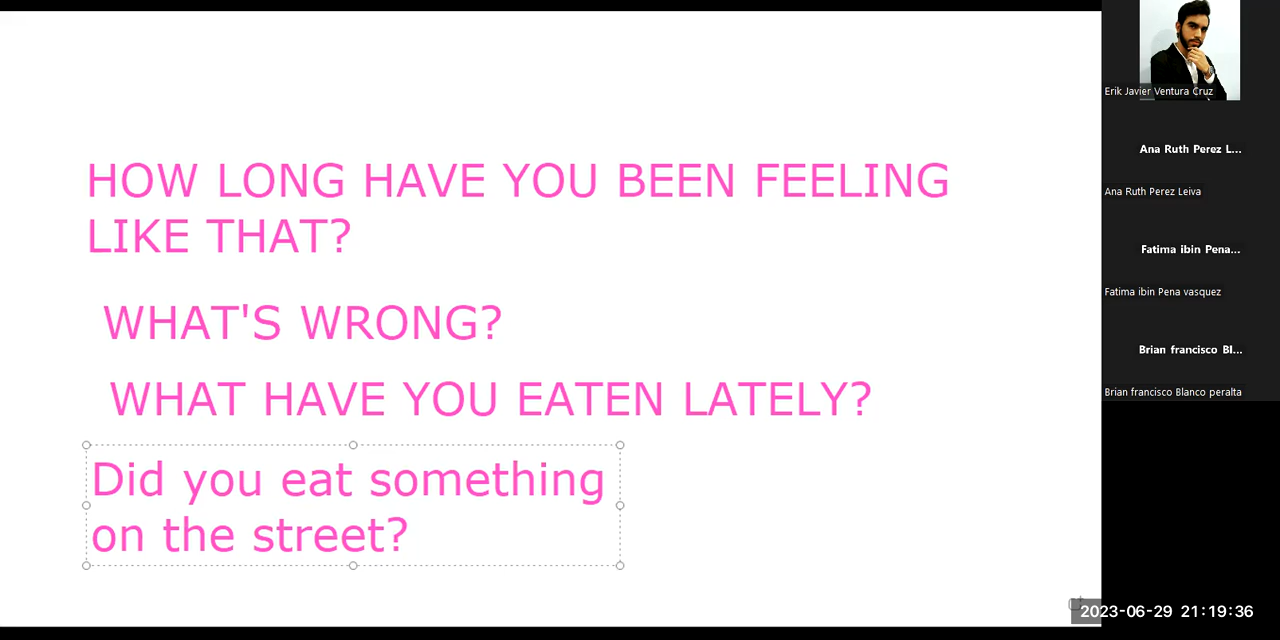 HOW LONG HAVE YOU BEEN FEELING
LIKE THAT?
WHAT'S WRONG?
WHAT HAVE YOU EATEN LATELY?
Did you eat something
on the street?
Erik Javier Ventura Cruz
Ana Ruth Perez L...
Ana Ruth Perez Leiva
Fatima ibin Pena...
Fatima ibin Pena vasquez
Brian francisco Bl...
Brian francisco Blanco peralta
2023-06-29 21:19:36